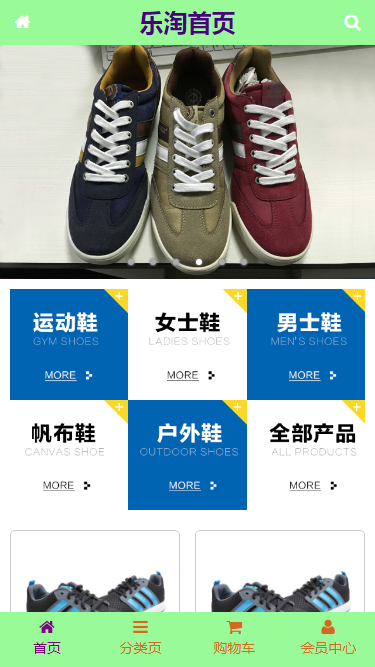 乐淘首页
运动鞋
GYM SHOES
MORE
女士鞋
LADIES SHOES
MORE
男士鞋
MEN'S SHOES
MORE
帆布鞋
CANVAS SHOE
MORE
户外鞋
OUTDOOR SHOES
MORE
全部产品
ALL PRODUCTS
MORE
首页
分类页
购物车
会员中心